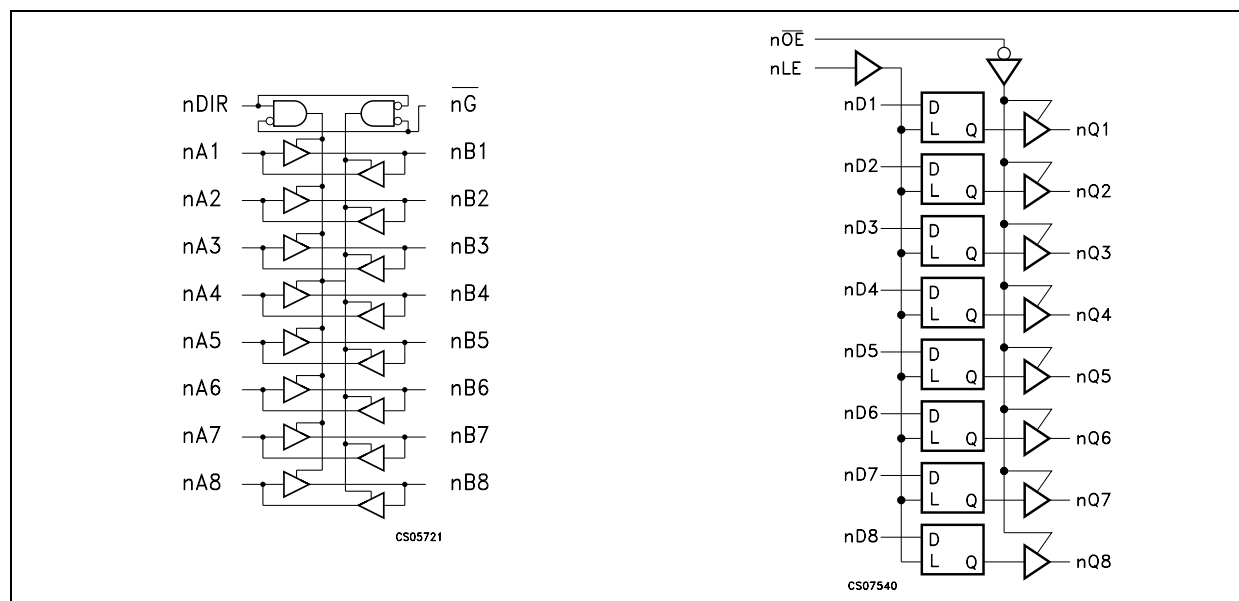 nDIR
nG̅
nA1
nB1
nA2
nB2
nA3
nB3
nA4
nB4
nA5
nB5
nA6
nB6
nA7
nB7
nA8
nB8
CS05721
nO̅E̅
nLE
nD1
D
L
Q
nQ1
nD2
D
L
Q
nQ2
nD3
D
L
Q
nQ3
nD4
D
L
Q
nQ4
nD5
D
L
Q
nQ5
nD6
D
L
Q
nQ6
nD7
D
L
Q
nQ7
nD8
D
L
Q
nQ8
CS07540